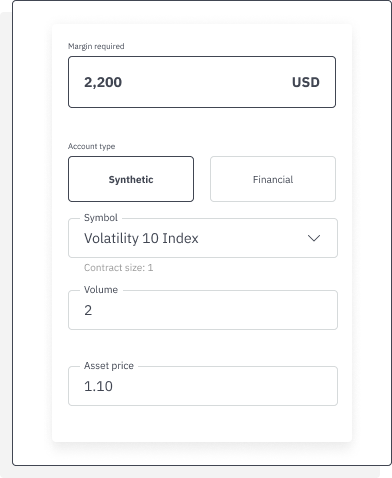 Margin required
2,200 USD
Account type
Synthetic Financial
Symbol
Volatility 10 Index
Contract size: 1
Volume
2
Asset price
1.10